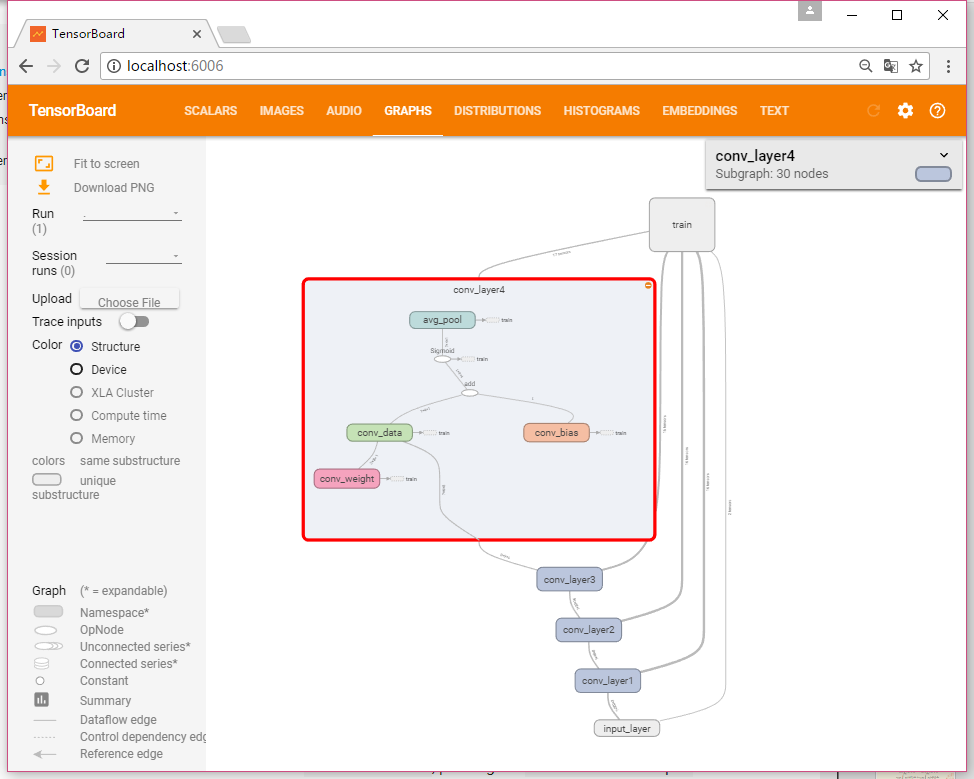 TensorBoard
localhost:6006
TensorBoard SCALARS IMAGES AUDIO GRAPHS DISTRIBUTIONS HISTOGRAMS EMBEDDINGS TEXT
Fit to screen
Download PNG
Run
(1)
Session
runs (0)
Upload Choose File
Trace inputs
Color Structure
Device
XLA Cluster
Compute time
Memory
colors same substructure
unique
substructure
Graph (* = expandable)
Namespace*
OpNode
Unconnected series*
Connected series*
Constant
Summary
Dataflow edge
Control dependency edg
Reference edge
conv_layer4
Subgraph: 30 nodes
train
conv_layer4
avg_pool train
Sigmoid train
add
conv_data train
conv_bias train
conv_weight train
conv_layer3
conv_layer2
conv_layer1
input_layer